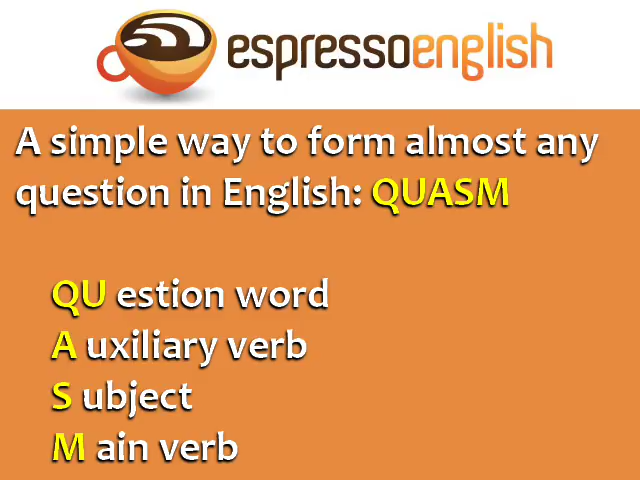 espressoenglish
A simple way to form almost any
question in English: QUASM
QU estion word
A uxiliary verb
S ubject
M ain verb